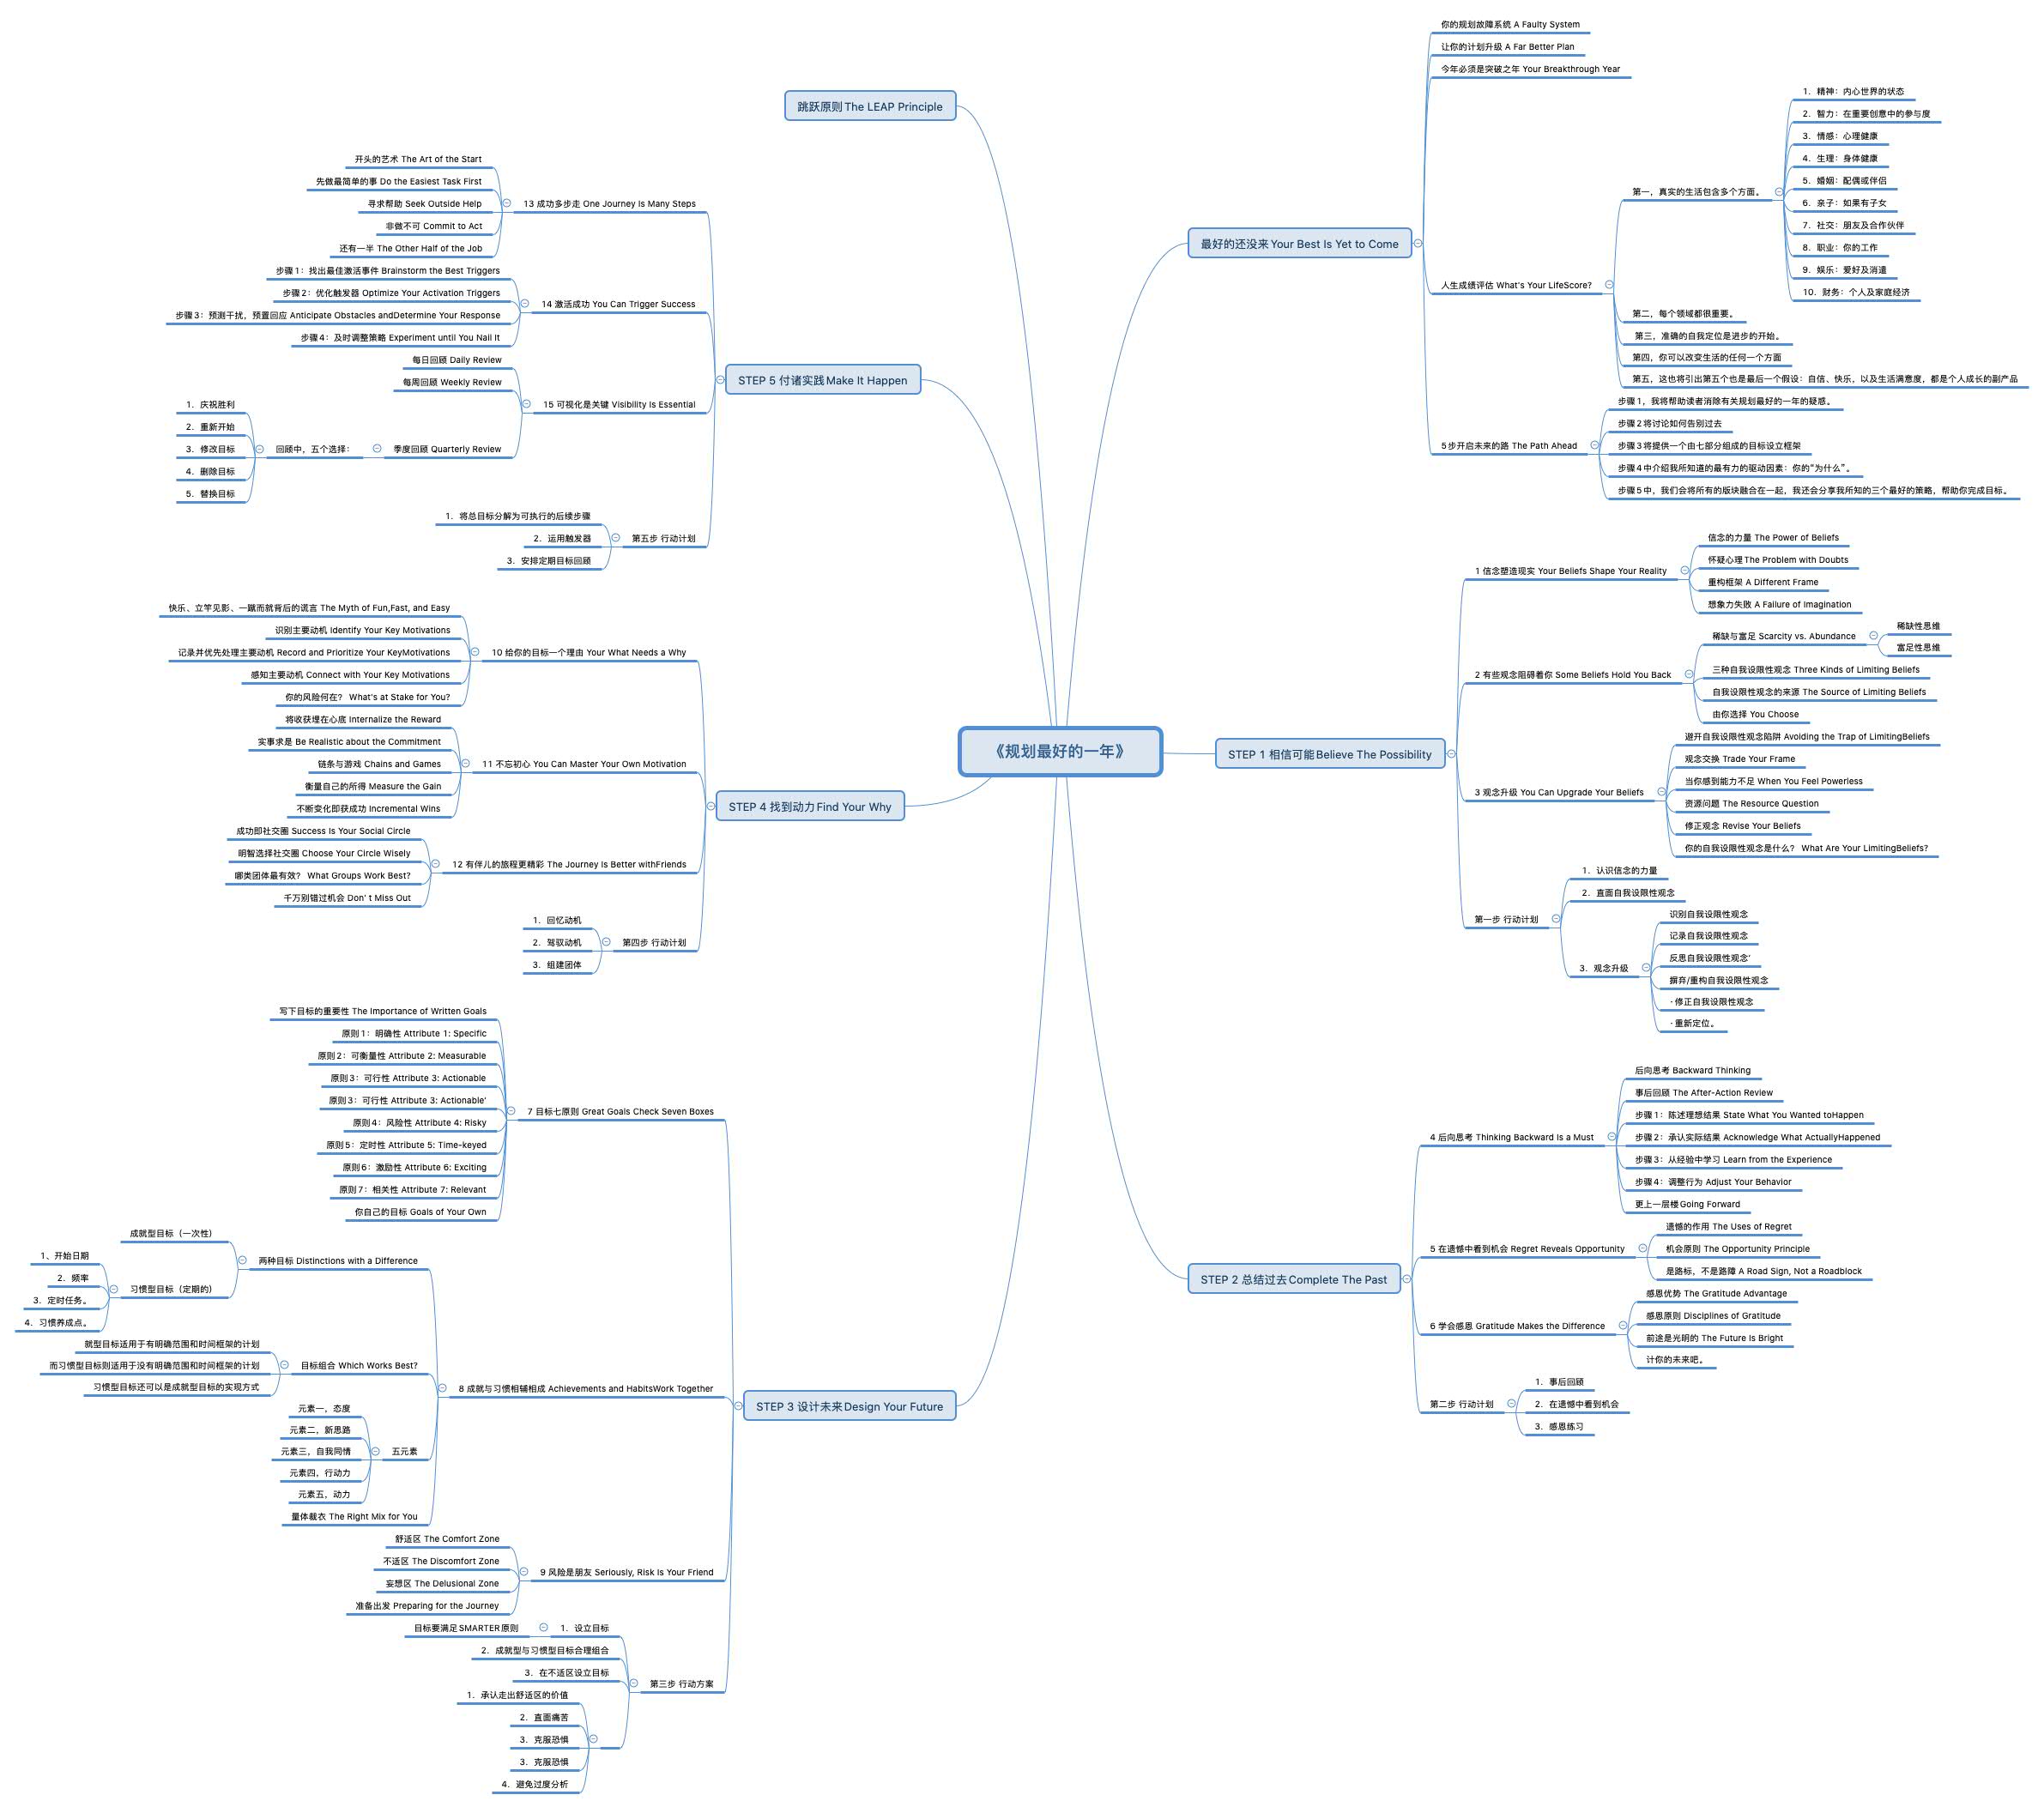 《规划最好的一年》
最好的还没来 Your Best Is Yet to Come
你的规划故障系统 A Faulty System
让你的计划升级 A Far Better Plan
今年必须是突破之年 Your Breakthrough Year
人生成绩评估 What's Your LifeScore?
第一，真实的生活包含多个方面。
1. 精神：内心世界的状态
2. 智力：在重要创意中的参与度
3. 情感：心理健康
4. 生理：身体健康
5. 婚姻：配偶或伴侣
6. 亲子：如果有子女
7. 社交：朋友及合作伙伴
8. 职业：你的工作
9. 娱乐：爱好及消遣
10. 财务：个人及家庭经济
第二，每个领域都很重要。
第三，准确的自我定位是进步的开始。
第四，你可以改变生活的任何一个方面
第五，这也将引出第五个也是最后一个假设：自信、快乐，以及生活满意度，都是个人成长的副产品
5步开启未来的路 The Path Ahead
步骤1，我将帮助读者消除有关规划最好的一年的疑惑。
步骤2将讨论如何告别过去
步骤3将提供一个由七部分组成的目标设立框架
步骤4中介绍我所知道的最有力的驱动因素：你的“为什么”。
步骤5中，我们会将所有的版块融合在一起，我还会分享我所知的三个最好的策略，帮助你完成目标。
STEP 1 相信可能Believe The Possibility
1 信念塑造现实 Your Beliefs Shape Your Reality
信念的力量 The Power of Beliefs
怀疑心理The Problem with Doubts
重构框架 A Different Frame
想象力失败 A Failure of Imagination
2 有些观念阻碍着你 Some Beliefs Hold You Back
稀缺与富足 Scarcity vs. Abundance
稀缺性思维
富足性思维
三种自我设限性观念 Three Kinds of Limiting Beliefs
自我设限性观念的来源 The Source of Limiting Beliefs
由你选择 You Choose
3 观念升级 You Can Upgrade Your Beliefs
避开自我设限性观念陷阱 Avoiding the Trap of LimitingBeliefs
观念交换 Trade Your Frame
当你感到能力不足 When You Feel Powerless
资源问题 The Resource Question
修正观念 Revise Your Beliefs
你的自我设限性观念是什么？ What Are Your LimitingBeliefs?
第一步 行动计划
1. 认识信念的力量
2. 直面自我设限性观念
3. 观念升级
识别自我设限性观念
记录自我设限性观念
反思自我设限性观念'
摒弃/重构自我设限性观念
·修正自我设限性观念
·重新定位。
STEP 2 总结过去Complete The Past
4 后向思考 Thinking Backward Is a Must
后向思考 Backward Thinking
事后回顾 The After-Action Review
步骤1：陈述理想结果 State What You Wanted toHappen
步骤2：承认实际结果 Acknowledge What ActuallyHappened
步骤3：从经验中学习 Learn from the Experience
步骤4：调整行为 Adjust Your Behavior
更上一层楼Going Forward
5 在遗憾中看到机会 Regret Reveals Opportunity
遗憾的作用 The Uses of Regret
机会原则 The Opportunity Principle
是路标，不是路障 A Road Sign, Not a Roadblock
6 学会感恩 Gratitude Makes the Difference
感恩优势 The Gratitude Advantage
感恩原则 Disciplines of Gratitude
前途是光明的 The Future Is Bright
计你的未来吧。
第二步 行动计划
1. 事后回顾
2. 在遗憾中看到机会
3. 感恩练习
跳跃原则The LEAP Principle
STEP 5 付诸实践Make It Happen
13 成功多步走 One Journey Is Many Steps
开头的艺术 The Art of the Start
先做最简单的事 Do the Easiest Task First
寻求帮助 Seek Outside Help
非做不可 Commit to Act
还有一半 The Other Half of the Job
14 激活成功 You Can Trigger Success
步骤1：找出最佳激活事件 Brainstorm the Best Triggers
步骤2：优化触发器 Optimize Your Activation Triggers
步骤3：预测干扰，预置回应 Anticipate Obstacles andDetermine Your Response
步骤4：及时调整策略 Experiment until You Nail It
15 可视化是关键 Visibility Is Essential
每日回顾 Daily Review
每周回顾 Weekly Review
季度回顾 Quarterly Review
回顾中，五个选择：
1. 庆祝胜利
2. 重新开始
3. 修改目标
4. 删除目标
5. 替换目标
第五步 行动计划
1. 将总目标分解为可执行的后续步骤
2. 运用触发器
3. 安排定期目标回顾
STEP 4 找到动力Find Your Why
10 给你的目标一个理由 Your What Needs a Why
快乐、立竿见影、一蹴而就背后的谎言 The Myth of Fun,Fast, and Easy
识别主要动机 Identify Your Key Motivations
记录并优先处理主要动机 Record and Prioritize Your KeyMotivations
感知主要动机 Connect with Your Key Motivations
你的风险何在？ What's at Stake for You?
11 不忘初心 You Can Master Your Own Motivation
将收获埋在心底 Internalize the Reward
实事求是 Be Realistic about the Commitment
链条与游戏 Chains and Games
衡量自己的所得 Measure the Gain
不断变化即获成功 Incremental Wins
12 有伴儿的旅程更精彩 The Journey Is Better withFriends
成功即社交圈 Success Is Your Social Circle
明智选择社交圈 Choose Your Circle Wisely
哪类团体最有效？ What Groups Work Best?
千万别错过机会 Don' t Miss Out
第四步 行动计划
1. 回忆动机
2. 驾驭动机
3. 组建团体
STEP 3 设计未来Design Your Future
7 目标七原则 Great Goals Check Seven Boxes
写下目标的重要性 The Importance of Written Goals
原则1：明确性 Attribute 1: Specific
原则2：可衡量性 Attribute 2: Measurable
原则3：可行性 Attribute 3: Actionable
原则3：可行性 Attribute 3: Actionable'
原则4：风险性 Attribute 4: Risky
原则5：定时性 Attribute 5: Time-keyed
原则6：激励性 Attribute 6: Exciting
原则7：相关性 Attribute 7: Relevant
你自己的目标 Goals of Your Own
8 成就与习惯相辅相成 Achievements and HabitsWork Together
两种目标 Distinctions with a Difference
成就型目标（一次性）
习惯型目标（定期的）
1、开始日期
2. 频率
3. 定时任务。
4. 习惯养成点。
目标组合 Which Works Best?
就型目标适用于有明确范围和时间框架的计划
而习惯型目标则适用于没有明确范围和时间框架的计划
习惯型目标还可以是成就型目标的实现方式
五元素
元素一，态度
元素二，新思路
元素三，自我同情
元素四，行动力
元素五，动力
量体裁衣 The Right Mix for You
9 风险是朋友 Seriously, Risk Is Your Friend
舒适区 The Comfort Zone
不适区 The Discomfort Zone
妄想区 The Delusional Zone
准备出发 Preparing for the Journey
第三步 行动方案
1. 设立目标
目标要满足SMARTER原则
2. 成就型与习惯型目标合理组合
3. 在不适区设立目标
1. 承认走出舒适区的价值
2. 直面痛苦
3. 克服恐惧
3. 克服恐惧
4. 避免过度分析